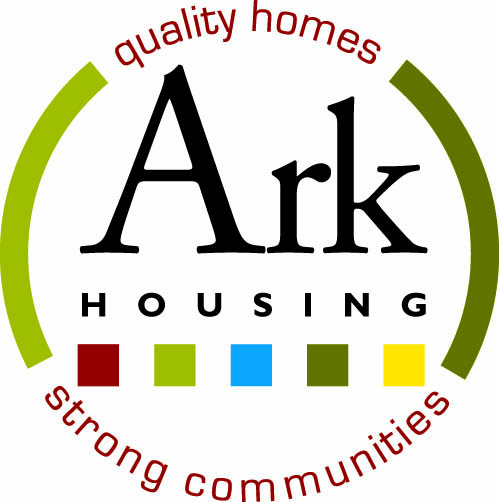 quality homes
Ark
HOUSING
strong communities